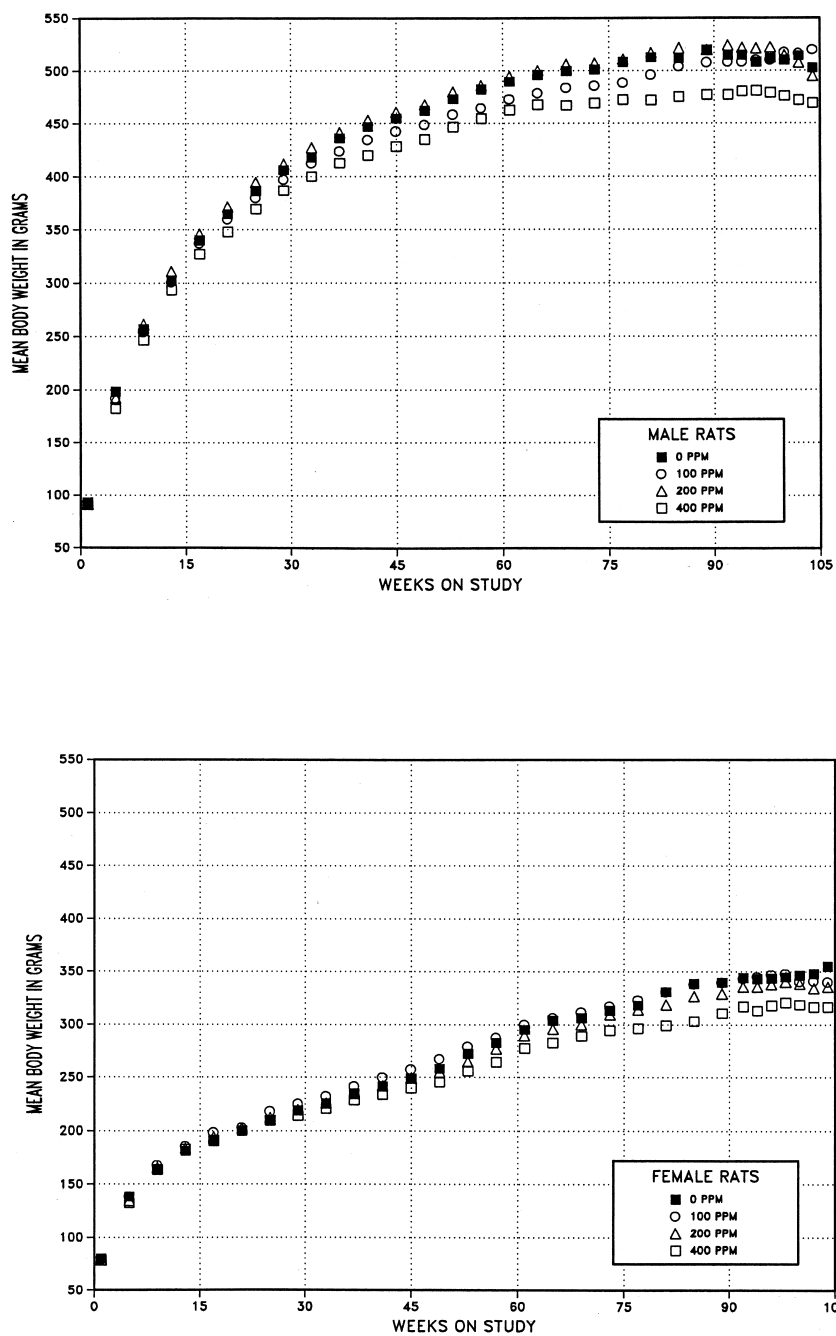 550
500
450
400
350
300
250
200
150
100
50
MEAN BODY WEIGHT IN GRAMS
MALE RATS
0 PPM
100 PPM
200 PPM
400 PPM
0 15 30 45 60 75 90 105
WEEKS ON STUDY
550
500
450
400
350
300
250
200
150
100
50
MEAN BODY WEIGHT IN GRAMS
FEMALE RATS
0 PPM
100 PPM
200 PPM
400 PPM
0 15 30 45 60 75 90 10
WEEKS ON STUDY